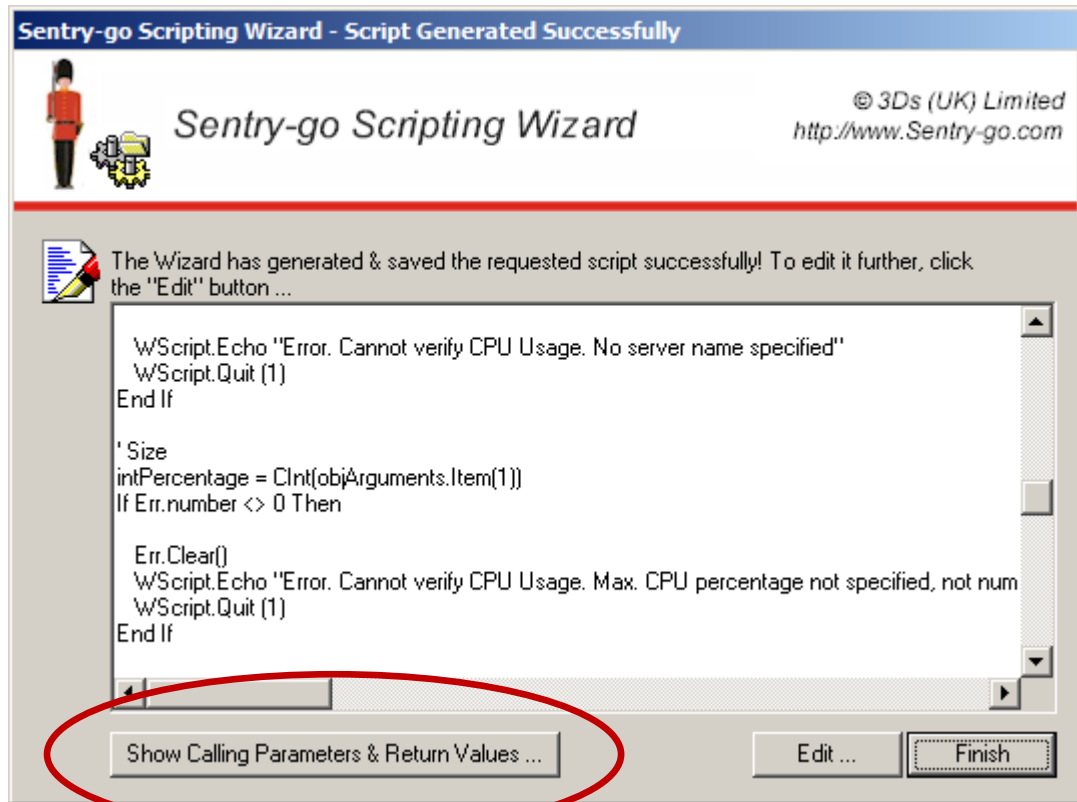 Sentry-go Scripting Wizard - Script Generated Successfully
Sentry-go Scripting Wizard
© 3Ds (UK) Limited
http://www.Sentry-go.com
The Wizard has generated & saved the requested script successfully! To edit it further, click
the "Edit" button ...
WScript.Echo "Error. Cannot verify CPU Usage. No server name specified"
WScript.Quit (1)
End If
' Size
intPercentage = CInt(objArguments.Item(1))
If Err.number <> 0 Then
Err.Clear()
WScript.Echo "Error. Cannot verify CPU Usage. Max. CPU percentage not specified, not num
WScript.Quit (1)
End If
Show Calling Parameters & Return Values ...
Edit ...
Finish